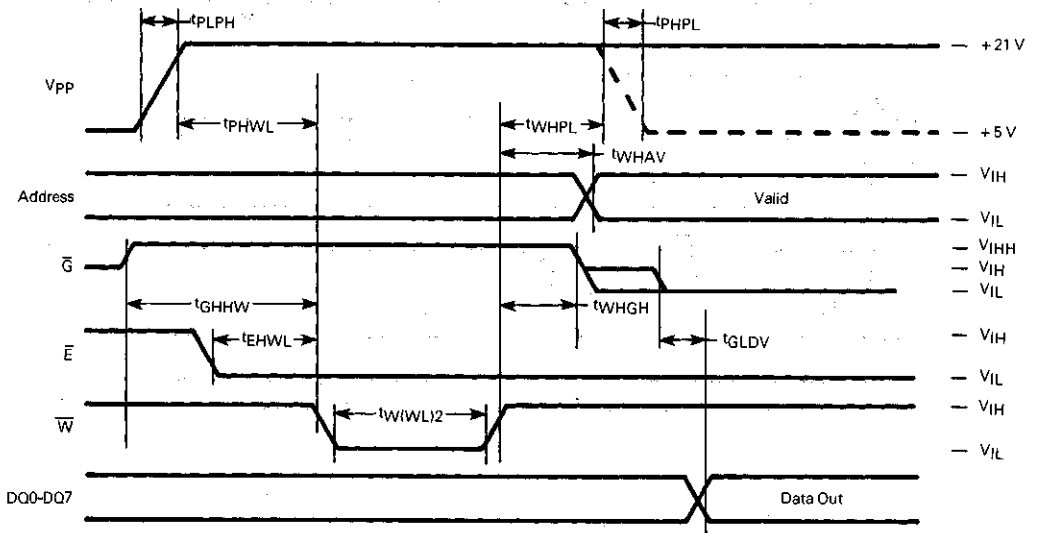 tPLPH
tPHPL
+21 V
VPP
tPHWL
tWHPL
+5 V
tWHAV
VIH
Address
Valid
VIL
VIHH
G
VIH
VIL
tGHHW
tWHGH
tEHWL
tGLDV
VIH
E
VIL
tW(WL)2
VIH
W
VIL
DQ0-DQ7
Data Out